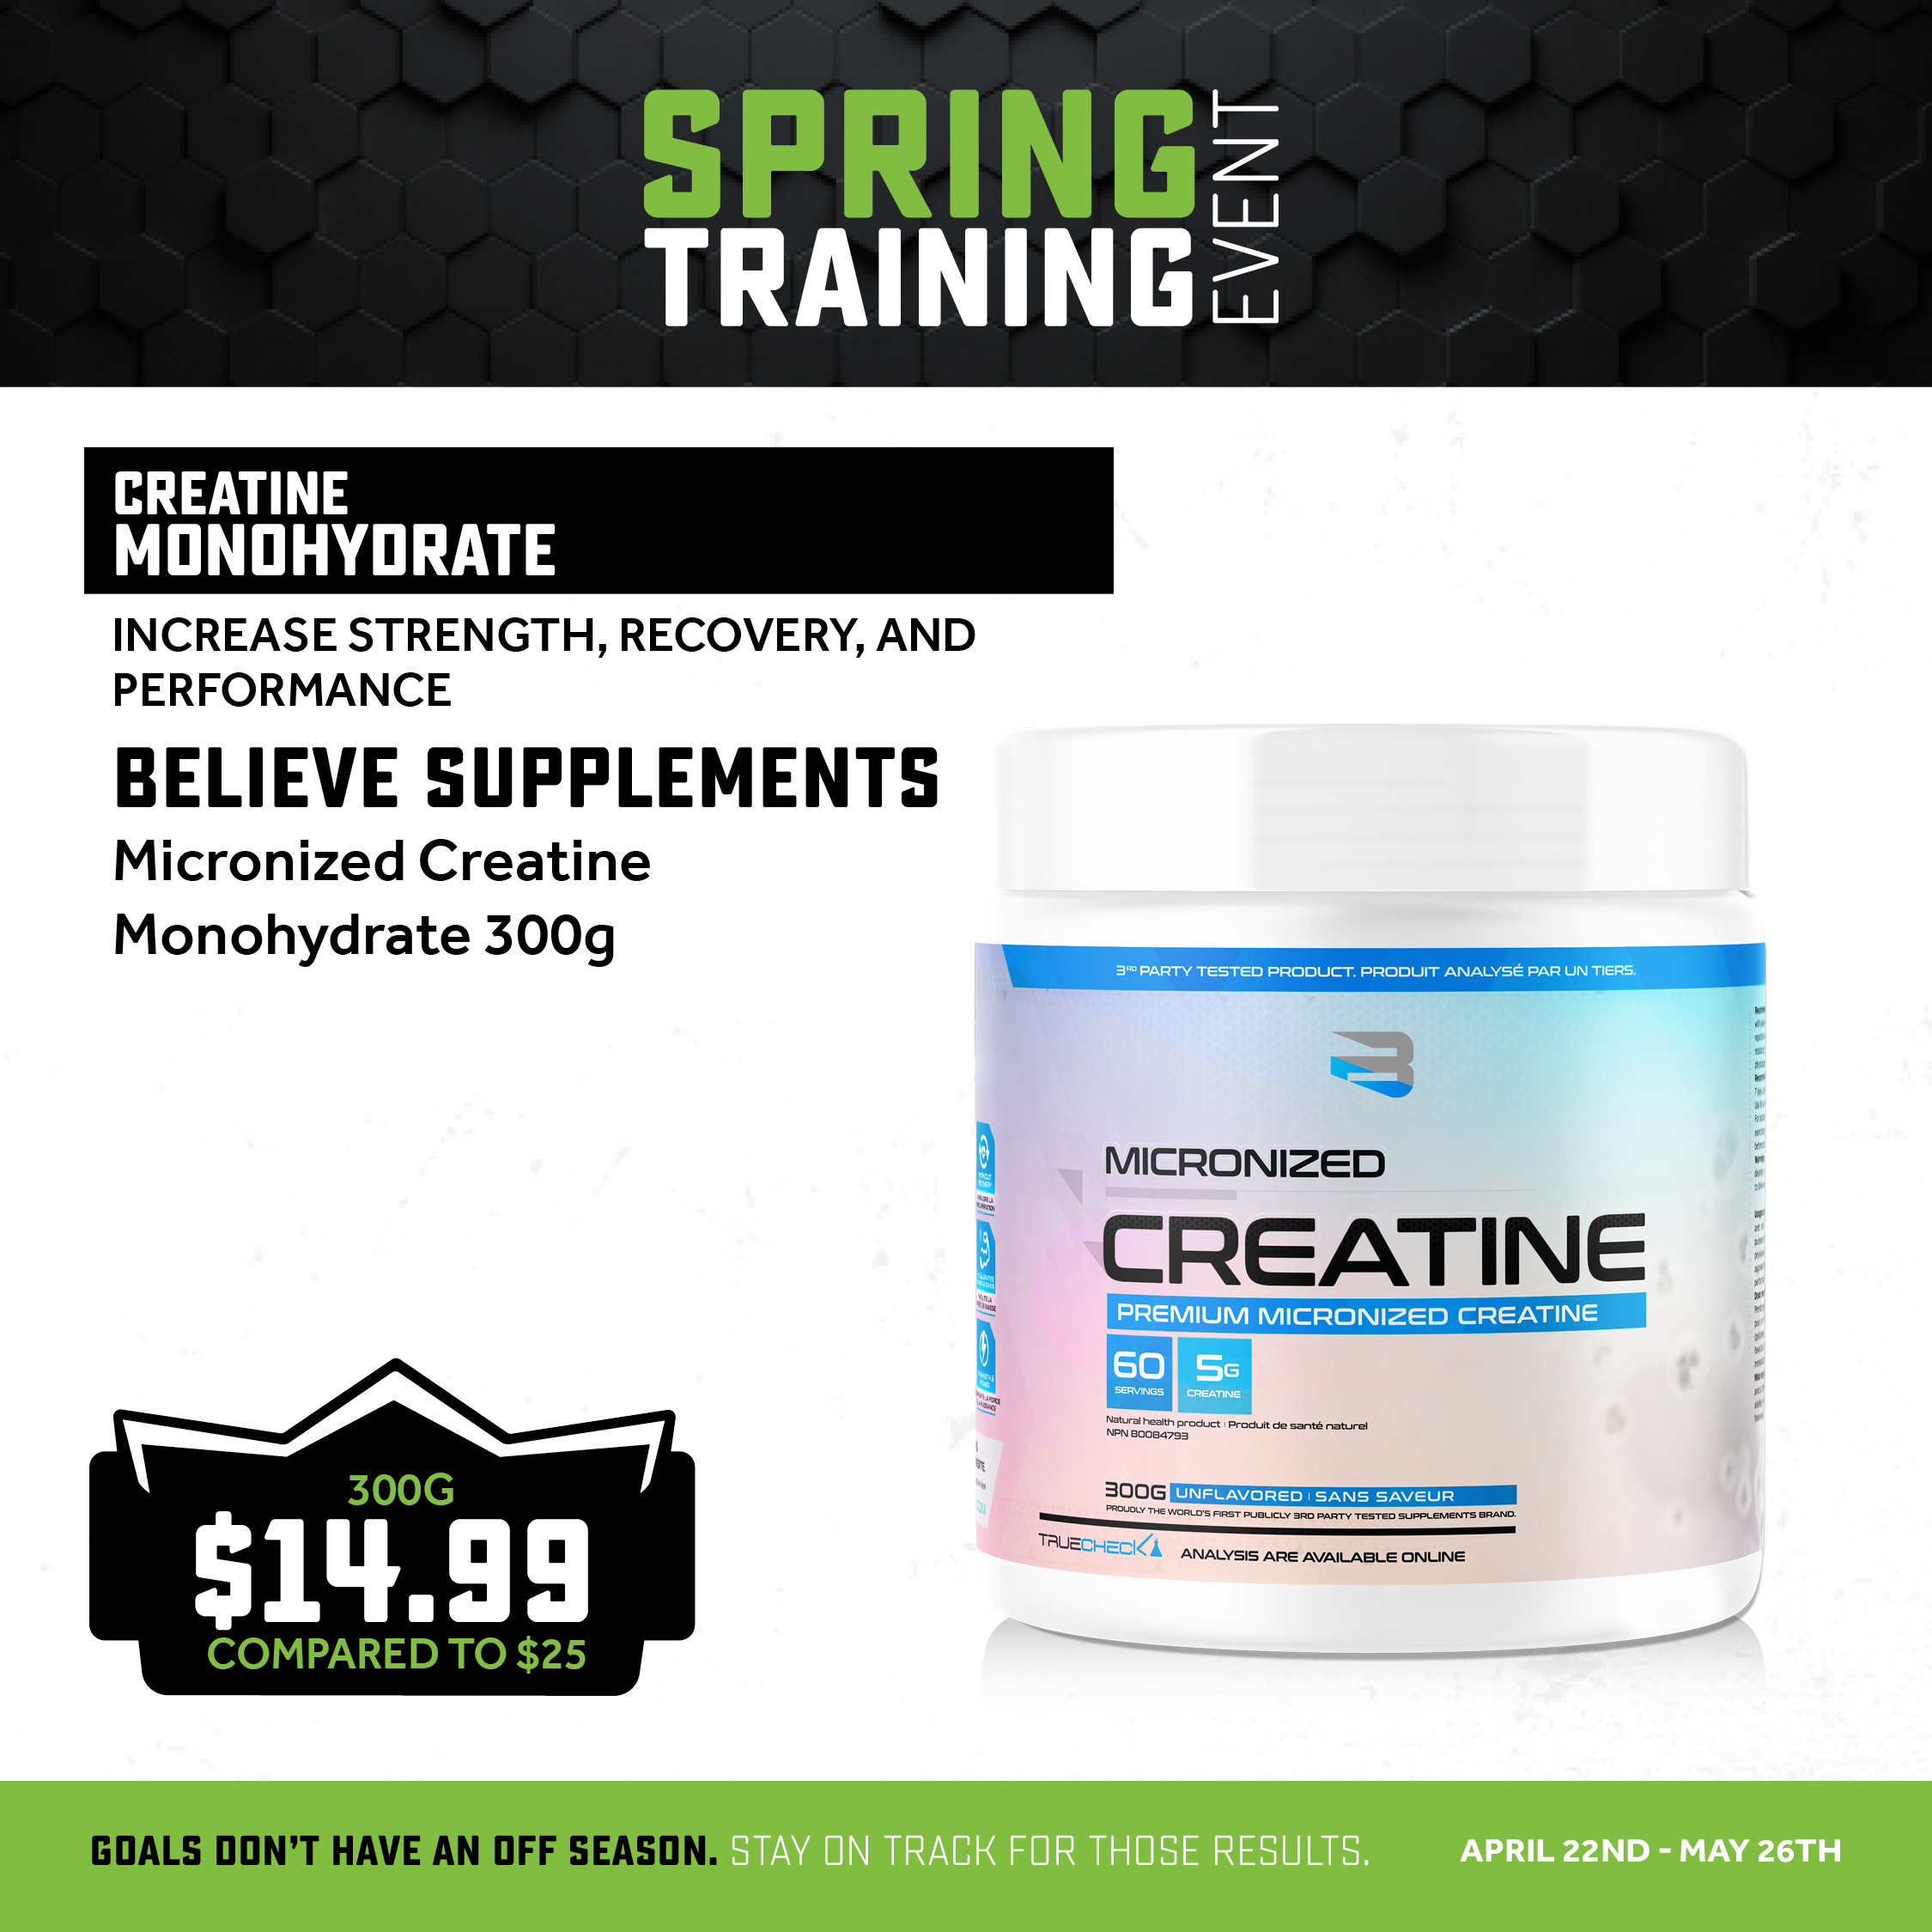 SPRING
TRAINING
EVENT
CREATINE
MONOHYDRATE
INCREASE STRENGTH, RECOVERY, AND
PERFORMANCE
BELIEVE SUPPLEMENTS
Micronized Creatine
Monohydrate 300g
3RD PARTY TESTED PRODUCT. PRODUIT ANALYSÉ PAR UN TIERS.
MICRONIZED
CREATINE
PREMIUM MICRONIZED CREATINE
60
SERVINGS
5G
CREATINE
Natural health product | Produit de santé naturel
NPN 80084793
300G UNFLAVORED | SANS SAVEUR
PROUDLY THE WORLD'S FIRST PUBLICLY 3RD PARTY TESTED SUPPLEMENTS BRAND.
TRUECHECK ANALYSIS ARE AVAILABLE ONLINE
300G
$14.99
COMPARED TO $25
GOALS DON'T HAVE AN OFF SEASON. STAY ON TRACK FOR THOSE RESULTS. APRIL 22ND - MAY 26TH